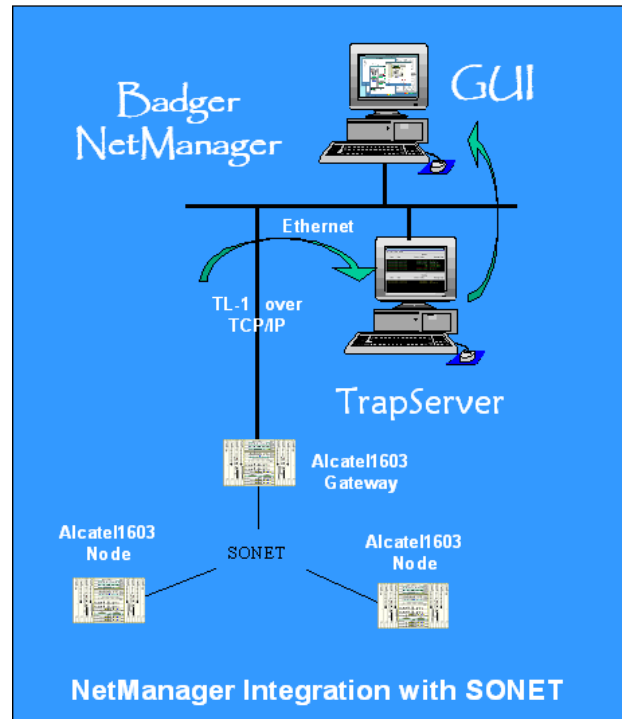 Badger
NetManager
GUI
Ethernet
TL-1 over
TCP/IP
TrapServer
Alcatel1603
Gateway
Alcatel1603
Node
SONET
Alcatel1603
Node
NetManager Integration with SONET